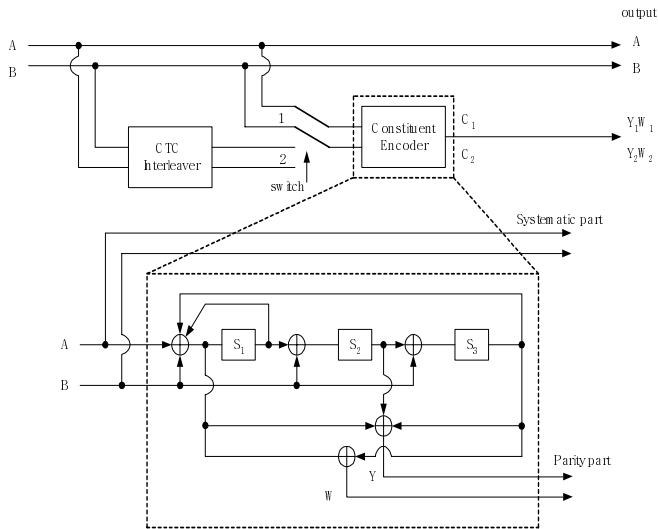 output
A
A
B
B
1
Constituent
Encoder
C1
Y1W1
CTC
Interleaver
2
C2
Y2W2
switch
Systematic part
A
S1
S2
S3
B
Y
Parity part
W